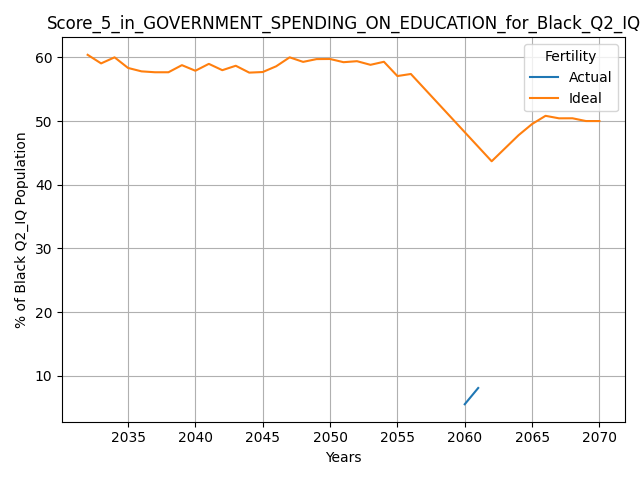 Score_5_in_GOVERNMENT_SPENDING_ON_EDUCATION_for_Black_Q2_IQ
Fertility
Actual
Ideal
% of Black Q2_IQ Population
60
50
40
30
20
10
2035 2040 2045 2050 2055 2060 2065 2070
Years